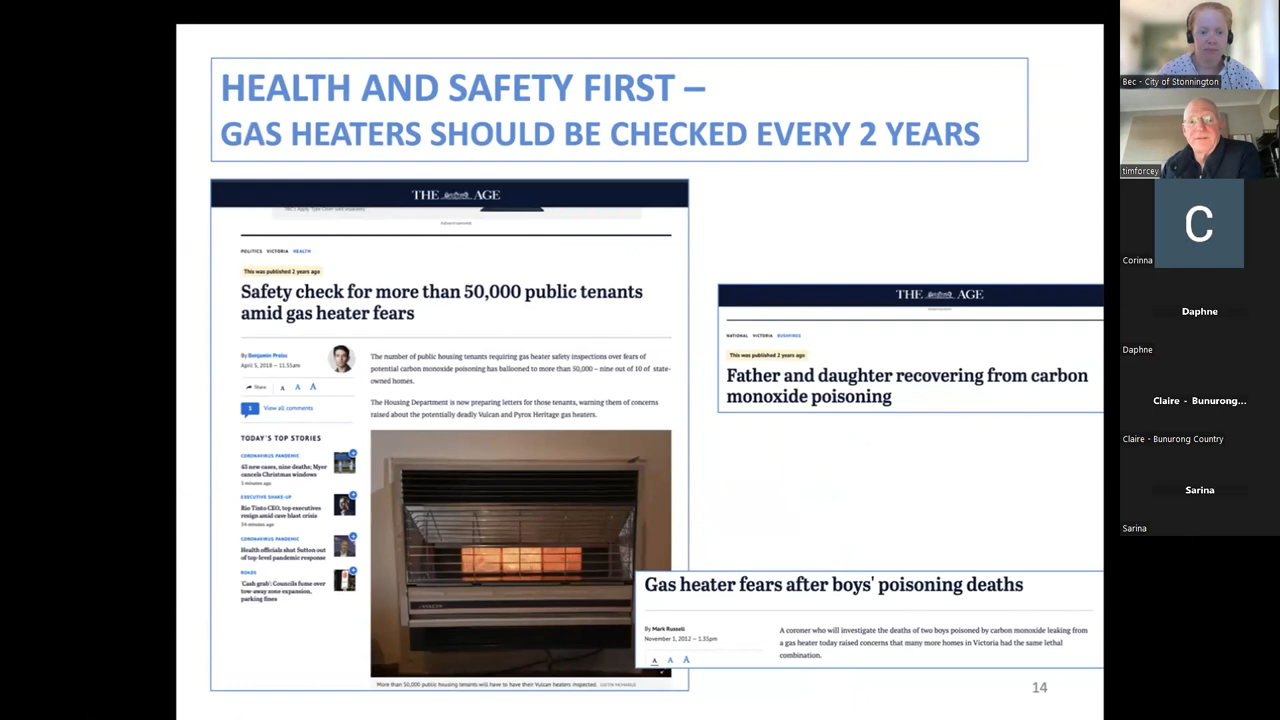 HEALTH AND SAFETY FIRST –
GAS HEATERS SHOULD BE CHECKED EVERY 2 YEARS
THE AGE
POLITICS VICTORIA HEALTH
This was published 2 years ago
Safety check for more than 50,000 public tenants
amid gas heater fears
By Benjamin Preiss
April 5, 2018 — 11.55am
Share A A A
View all comments
The number of public housing tenants requiring gas heater safety inspections over fears of
potential carbon monoxide poisoning has ballooned to more than 50,000 – nine out of 10 of state-
owned homes.
The Housing Department is now preparing letters for those tenants, warning them of concerns
raised about the potentially deadly Vulcan and Pyrox Heritage gas heaters.
TODAY'S TOP STORIES
CORONAVIRUS PANDEMIC
43 new cases, nine deaths; Myer
cancels Christmas windows
5 minutes ago
EXECUTIVE SHAKE-UP
Rio Tinto CEO, top executives
resign amid cave blast crisis
34 minutes ago
CORONAVIRUS PANDEMIC
Health officials shut Sutton out
of top-level pandemic response
ROADS
'Cash grab': Councils fume over
tow-away zone expansion,
parking fines
More than 50,000 public housing tenants will have to have their Vulcan heaters inspected.
THE AGE
NATIONAL VICTORIA BUSHFIRES
This was published 2 years ago
Father and daughter recovering from carbon
monoxide poisoning
Gas heater fears after boys' poisoning deaths
By Mark Russell
November 1, 2012 — 1.35pm
A A A
A coroner who will investigate the deaths of two boys poisoned by carbon monoxide leaking from
a gas heater today raised concerns that many more homes in Victoria had the same lethal
combination.
14
Bec - City of Stonnington
timforcey
C
Corinna
Daphne
Daphne
Claire - Bunurong...
Claire - Bunurong Country
Sarina
Sarina